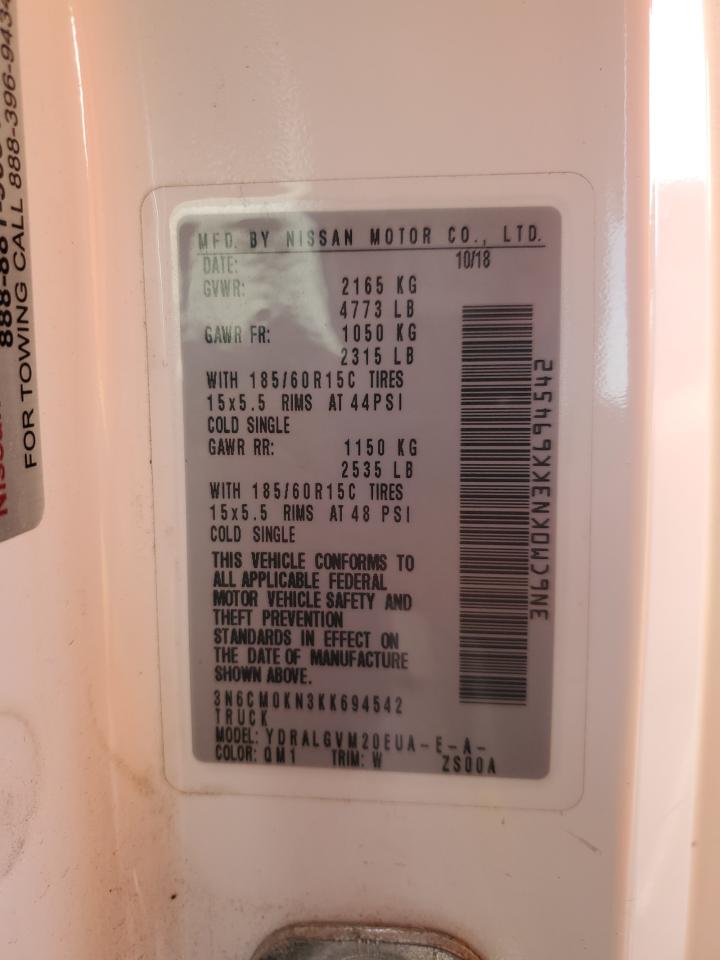 FOR TOWING CALL 888-396-9434
MFD. BY NISSAN MOTOR CO., LTD.
DATE: 10/18
GVWR: 2165 KG
4773 LB
GAWR FR: 1050 KG
2315 LB
WITH 185/60R15C TIRES
15x5.5 RIMS AT 44PSI
COLD SINGLE
GAWR RR: 1150 KG
2535 LB
WITH 185/60R15C TIRES
15x5.5 RIMS AT 48 PSI
COLD SINGLE
THIS VEHICLE CONFORMS TO
ALL APPLICABLE FEDERAL
MOTOR VEHICLE SAFETY AND
THEFT PREVENTION
STANDARDS IN EFFECT ON
THE DATE OF MANUFACTURE
SHOWN ABOVE.
3N6CM0KN3KK694542
TRUCK
MODEL: YDRALGVM20EUA-E-A-
COLOR: QM1 TRIM: W ZS00A
3N6CM0KN3KK694542